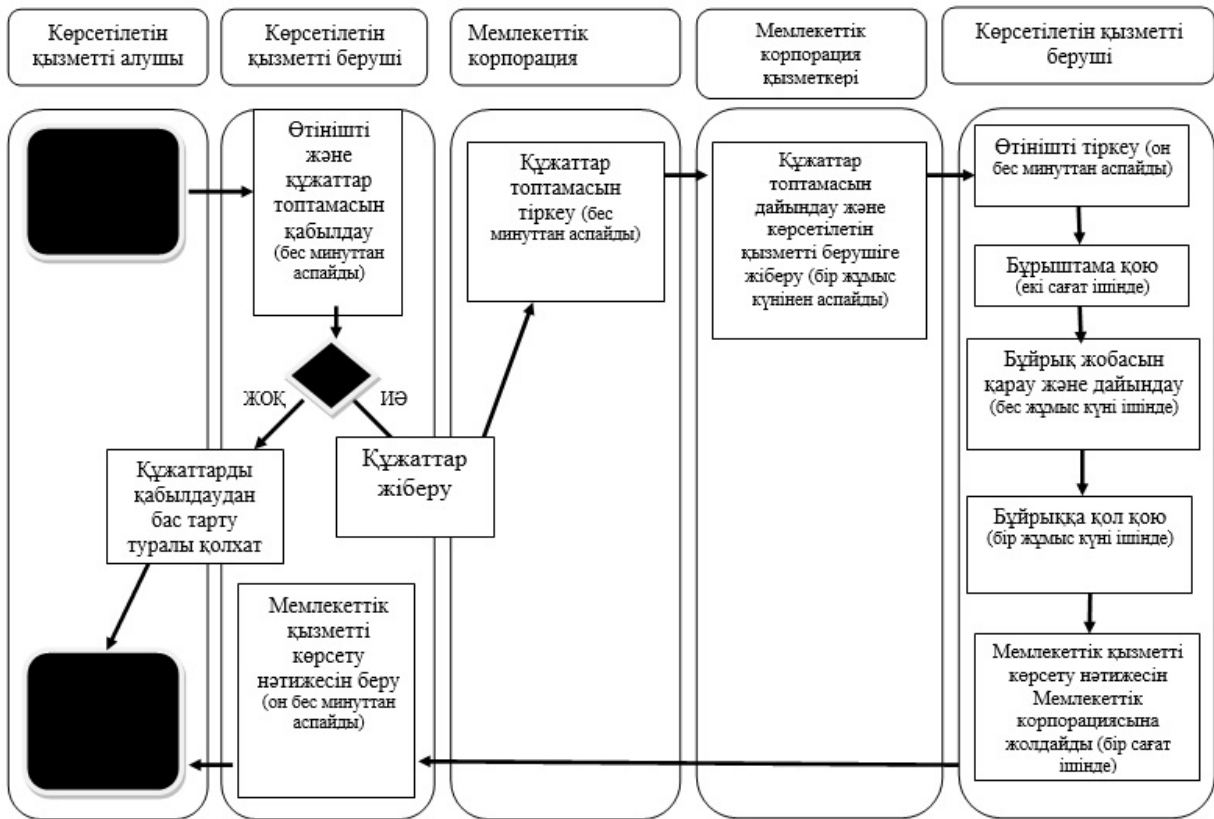 Көрсетілетін
қызметті алушы
Көрсетілетін
қызметті беруші
Мемлекеттік
корпорация
Мемлекеттік
корпорация
қызметкері
Көрсетілетін қызметті
беруші
Өтінішті
және
құжаттар
топтамасын
қабылдау
(бес минуттан
аспайды)
ЖОҚ
ИӘ
Құжаттарды
қабылдаудан
бас тарту
туралы қолхат
Құжаттар
жіберу
Мемлекеттік
қызметті
көрсету
нәтижесін беру
(он бес минуттан
аспайды)
Құжаттар
топтамасын
тіркеу (бес
минуттан аспайды)
Құжаттар
топтамасын
дайындау және
көрсетілетін
қызметті берушіге
жіберу (бір жұмыс
күнінен аспайды)
Өтінішті тіркеу (он
бес минуттан аспайды)
Бұрыштама қою
(екі сағат ішінде)
Бұйрық жобасын
қарау және дайындау
(бес жұмыс күні ішінде)
Бұйрыққа қол қою
(бір жұмыс күні ішінде)
Мемлекеттік қызметті
көрсету нәтижесін
Мемлекеттік
корпорациясына
жолдайды (бір сағат
ішінде)